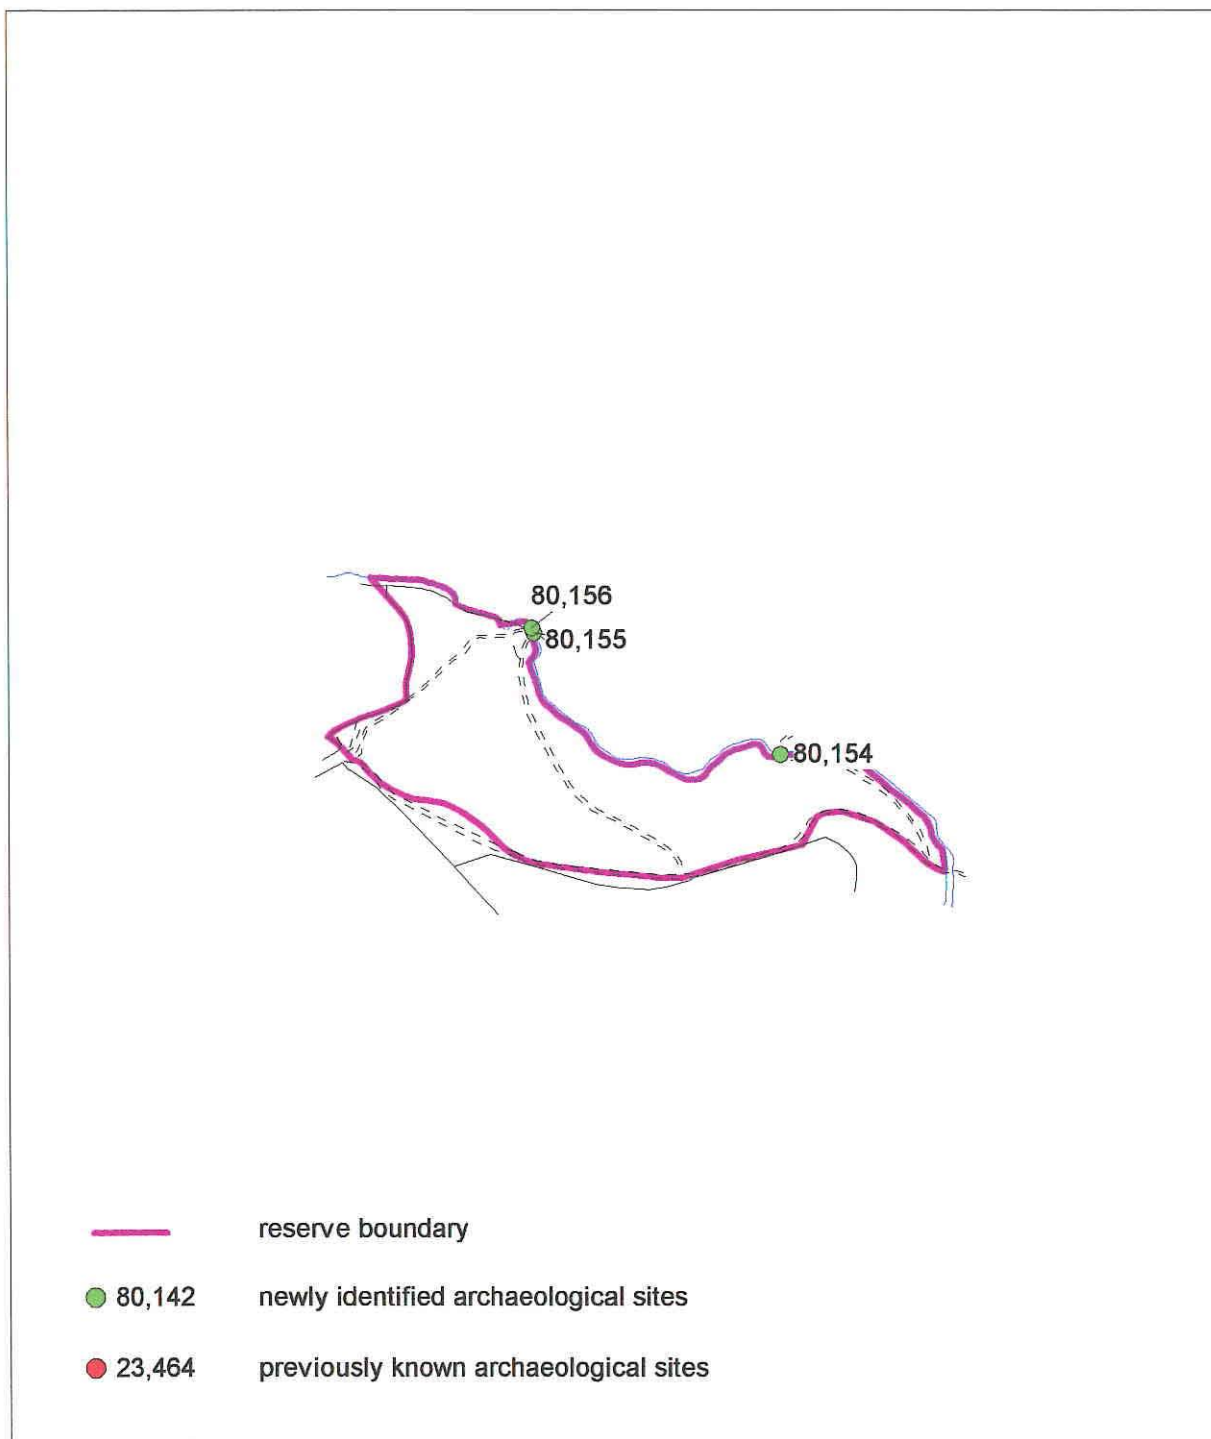 80,156
80,155
80,154
reserve boundary
80,142 newly identified archaeological sites
23,464 previously known archaeological sites